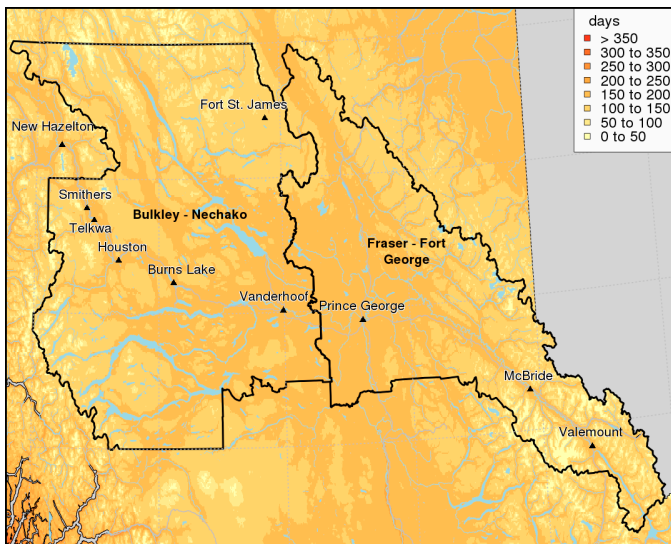 days
> 350
300 to 350
250 to 300
200 to 250
150 to 200
100 to 150
50 to 100
0 to 50
Fort St. James
New Hazelton
Smithers
Telkwa
Bulkley - Nechako
Houston
Fraser - Fort
George
Burns Lake
Vanderhoof
Prince George
McBride
Valemount